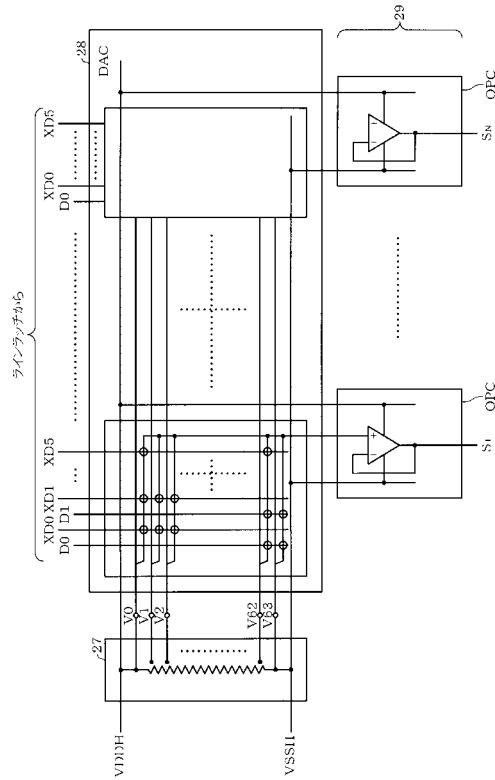 ラインラッチから
XD5
XD0
D0
XD5
XD1
D1
XD0
D0
28
DAC
29
OPC
SN
OPC
S1
27
V0
V1
V2
V62
V63
VDDH
VSSH